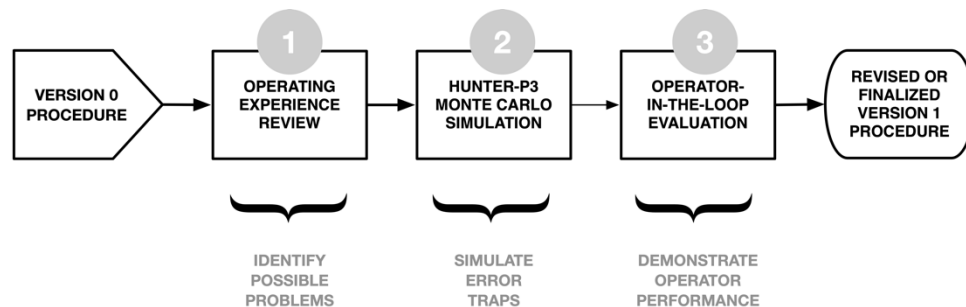 VERSION 0
PROCEDURE
1
OPERATING
EXPERIENCE
REVIEW
2
HUNTER-P3
MONTE CARLO
SIMULATION
3
OPERATOR-
IN-THE-LOOP
EVALUATION
REVISED OR
FINALIZED
VERSION 1
PROCEDURE
IDENTIFY
POSSIBLE
PROBLEMS
SIMULATE
ERROR
TRAPS
DEMONSTRATE
OPERATOR
PERFORMANCE